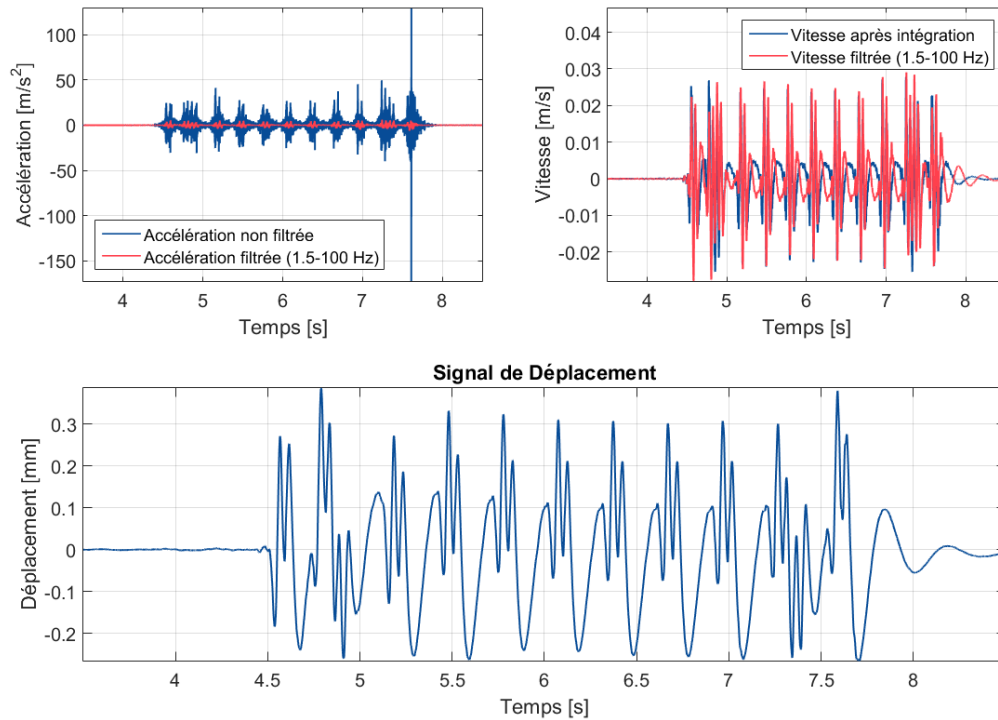 100
50
0
-50
-100
-150
Accélération [m/s²]
Accélération non filtrée
Accélération filtrée (1.5-100 Hz)
4 5 6 7 8
Temps [s]
0.04
0.03
0.02
0.01
0
-0.01
-0.02
Vitesse [m/s]
Vitesse après intégration
Vitesse filtrée (1.5-100 Hz)
4 5 6 7 8
Temps [s]
Signal de Déplacement
0.3
0.2
0.1
0
-0.1
-0.2
Déplacement [mm]
4 4.5 5 5.5 6 6.5 7 7.5 8
Temps [s]